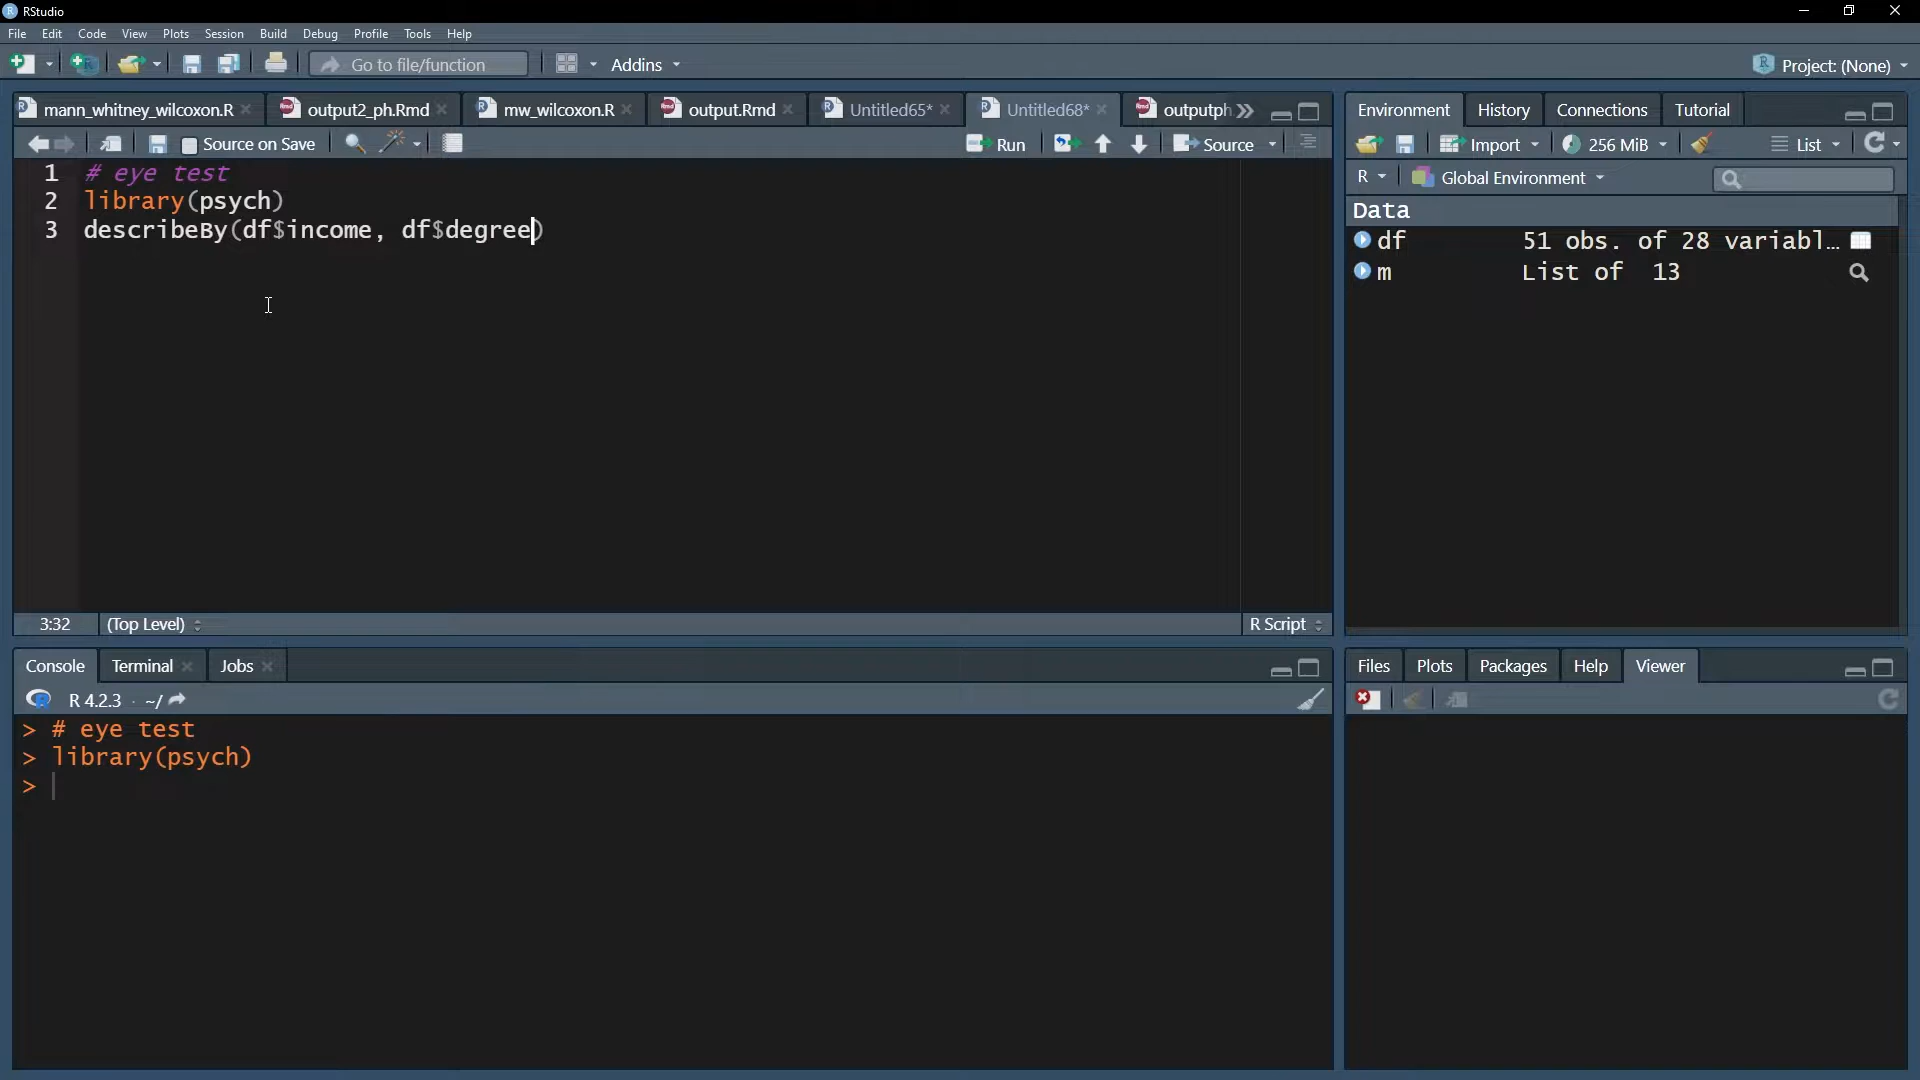 RStudio
File Edit Code View Plots Session Build Debug Profile Tools Help
Go to file/function Addins Project: (None)
mann_whitney_wilcoxon.R output2_ph.Rmd mw_wilcoxon.R output.Rmd Untitled65* Untitled68* outputph
Source on Save Run Source
1 # eye test
2 library(psych)
3 describeBy(df$income, df$degree)
3:32 (Top Level) R Script
Environment History Connections Tutorial
Import 256 MiB List
R Global Environment
Data
df 51 obs. of 28 variabl…
m List of 13
Console Terminal Jobs
R 4.2.3 · ~/
> # eye test
> library(psych)
>
Files Plots Packages Help Viewer